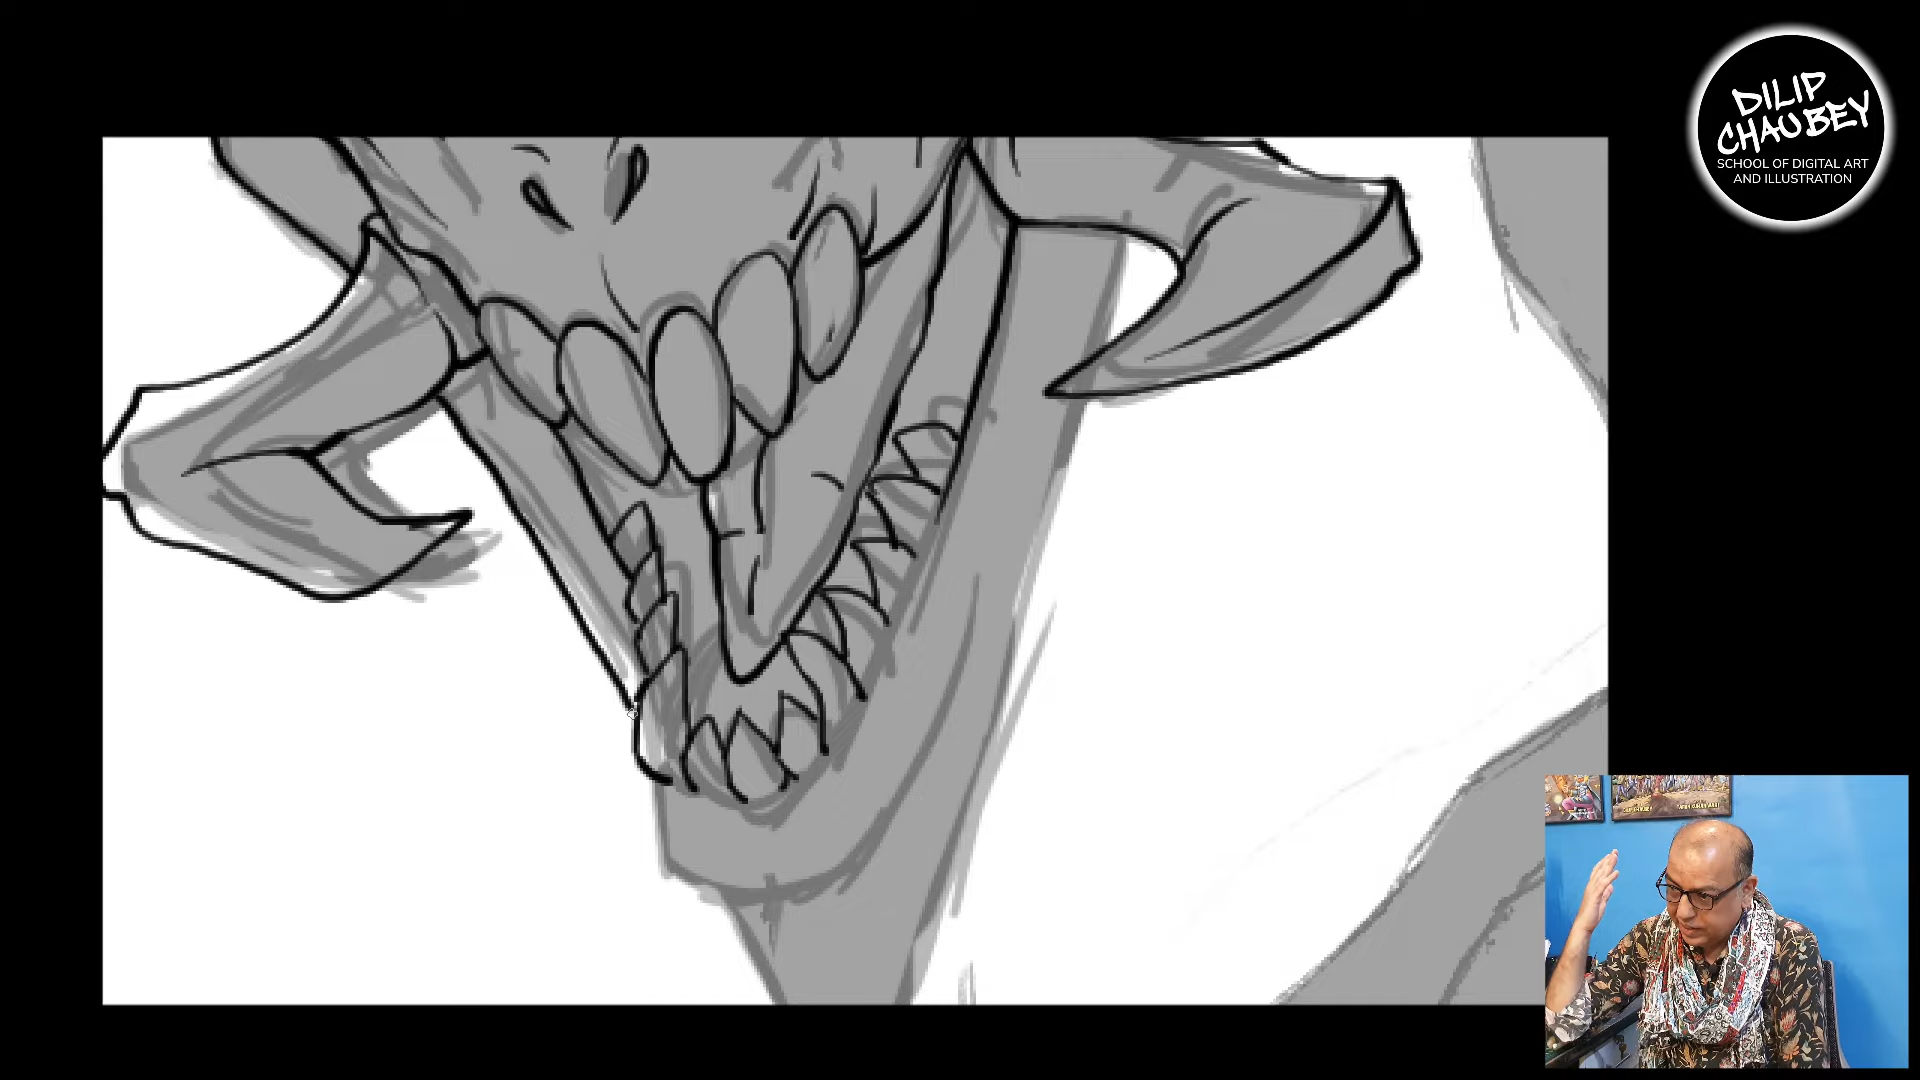 DILIP
CHAUBEY
SCHOOL OF DIGITAL ART
AND ILLUSTRATION